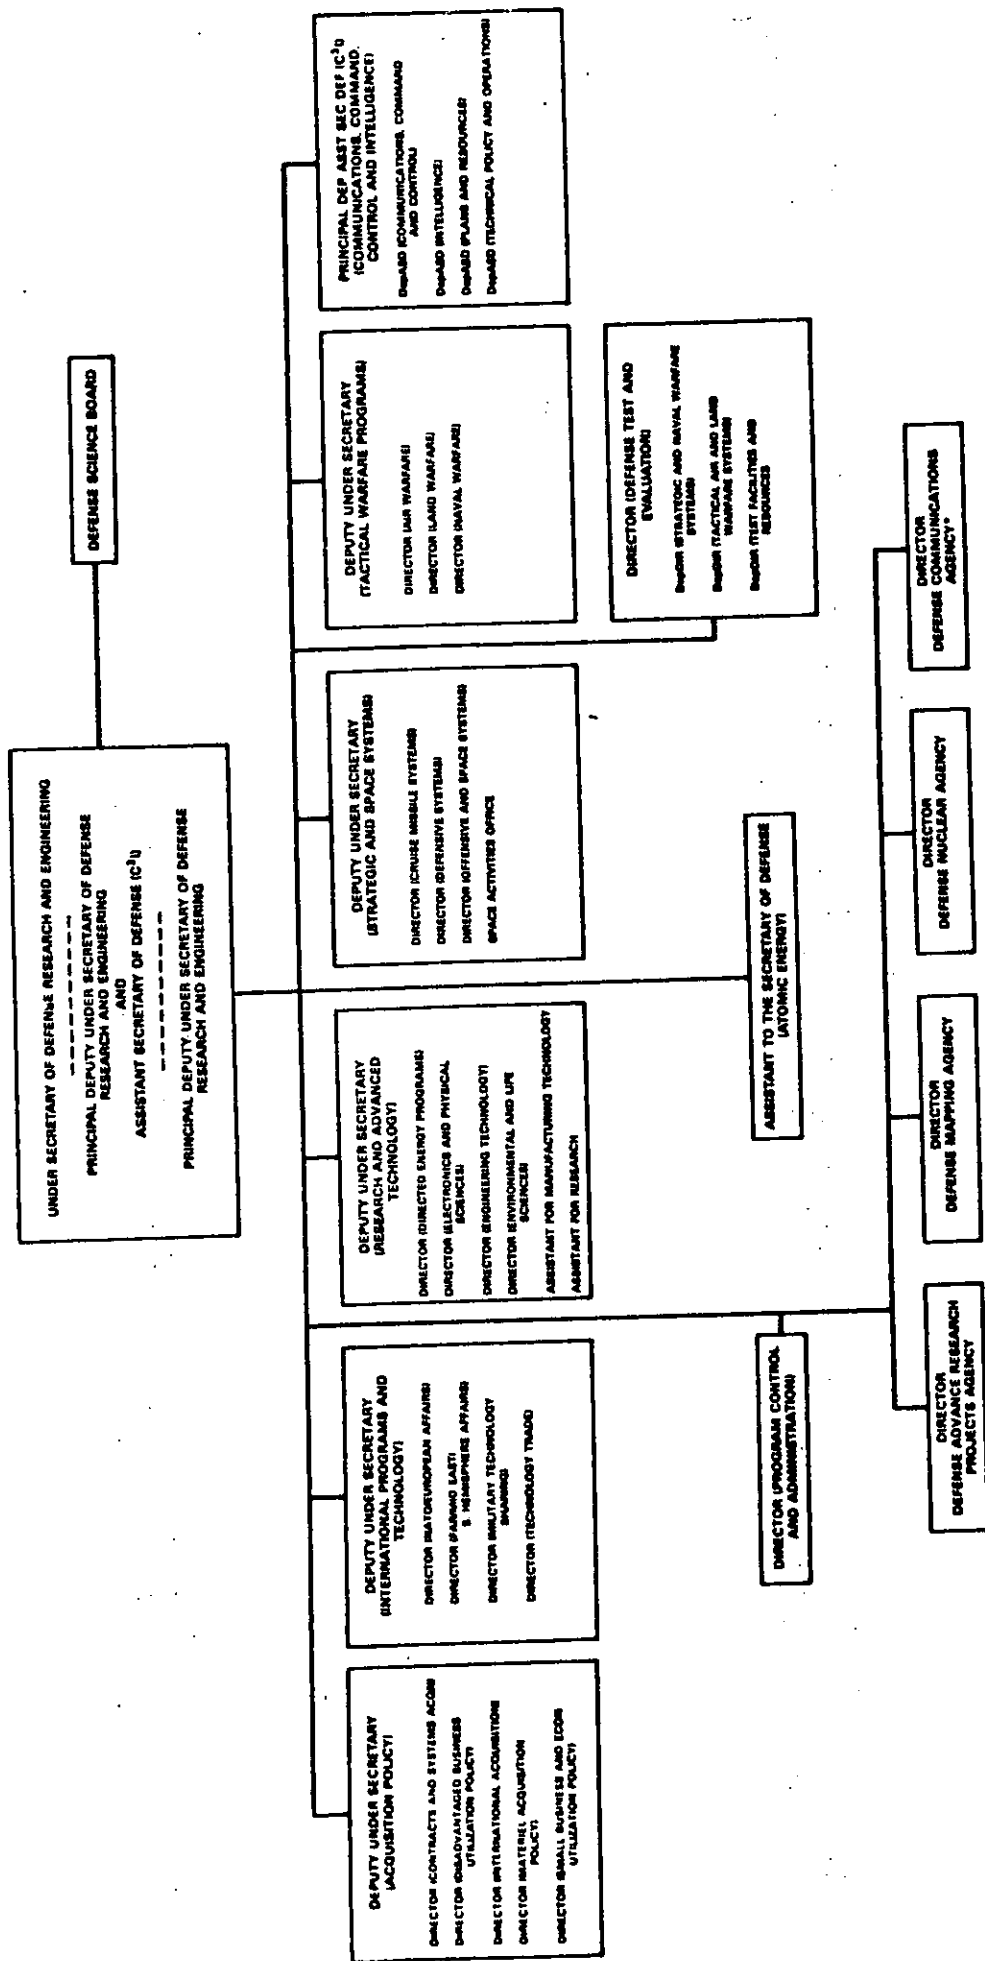 UNDER SECRETARY OF DEFENSE RESEARCH AND ENGINEERING
PRINCIPAL DEPUTY UNDER SECRETARY OF DEFENSE
RESEARCH AND ENGINEERING
AND
ASSISTANT SECRETARY OF DEFENSE (C³I)
PRINCIPAL DEPUTY UNDER SECRETARY OF DEFENSE
RESEARCH AND ENGINEERING
DEFENSE SCIENCE BOARD
DEPUTY UNDER SECRETARY
(ACQUISITION POLICY)
DIRECTOR (CONTRACTS AND SYSTEMS ACQUI
DIRECTOR (DISADVANTAGED BUSINESS
UTILIZATION POLICY)
DIRECTOR (INTERNATIONAL ACQUISITION)
DIRECTOR (MATERIEL ACQUISITION
POLICY)
DIRECTOR (SMALL BUSINESS AND ECON
UTILIZATION POLICY)
DEPUTY UNDER SECRETARY
(INTERNATIONAL PROGRAMS AND
TECHNOLOGY)
DIRECTOR (NATO/EUROPEAN AFFAIRS)
DIRECTOR (FAR/MID EAST/
S. HEMISPHERE AFFAIRS)
DIRECTOR (MILITARY TECHNOLOGY
SHARING)
DIRECTOR (TECHNOLOGY TRADE)
DEPUTY UNDER SECRETARY
(RESEARCH AND ADVANCED
TECHNOLOGY)
DIRECTOR (DIRECTED ENERGY PROGRAMS)
DIRECTOR (ELECTRONICS AND PHYSICAL
SCIENCES)
DIRECTOR (ENGINEERING TECHNOLOGY)
DIRECTOR (ENVIRONMENTAL AND LIFE
SCIENCES)
ASSISTANT FOR MANUFACTURING TECHNOLOGY
ASSISTANT FOR RESEARCH
DEPUTY UNDER SECRETARY
(STRATEGIC AND SPACE SYSTEMS)
DIRECTOR (CRUISE MISSILE SYSTEMS)
DIRECTOR (DEFENSIVE SYSTEMS)
DIRECTOR (OFFENSIVE AND SPACE SYSTEMS)
SPACE ACTIVITIES OFFICE
DEPUTY UNDER SECRETARY
(TACTICAL WARFARE PROGRAMS)
DIRECTOR (AIR WARFARE)
DIRECTOR (LAND WARFARE)
DIRECTOR (NAVAL WARFARE)
PRINCIPAL DEP ASST SEC DEF (C³I)
(COMMUNICATIONS, COMMAND,
CONTROL AND INTELLIGENCE)
DepASD (COMMUNICATIONS, COMMAND
AND CONTROL)
DepASD (INTELLIGENCE)
DepASD (PLANS AND RESOURCES)
DepASD (TECHNICAL POLICY AND OPERATIONS)
DIRECTOR (PROGRAM CONTROL
AND ADMINISTRATION)
ASSISTANT TO THE SECRETARY OF DEFENSE
(ATOMIC ENERGY)
DIRECTOR (DEFENSE TEST AND
EVALUATION)
DepDIR (STRATEGIC AND NAVAL WARFARE
SYSTEMS)
DepDIR (TACTICAL AIR AND LAND
WARFARE SYSTEMS)
DepDIR (TEST FACILITIES AND
RESOURCES
DIRECTOR
DEFENSE ADVANCE RESEARCH
PROJECTS AGENCY
DIRECTOR
DEFENSE MAPPING AGENCY
DIRECTOR
DEFENSE NUCLEAR AGENCY
DIRECTOR
DEFENSE COMMUNICATIONS
AGENCY*